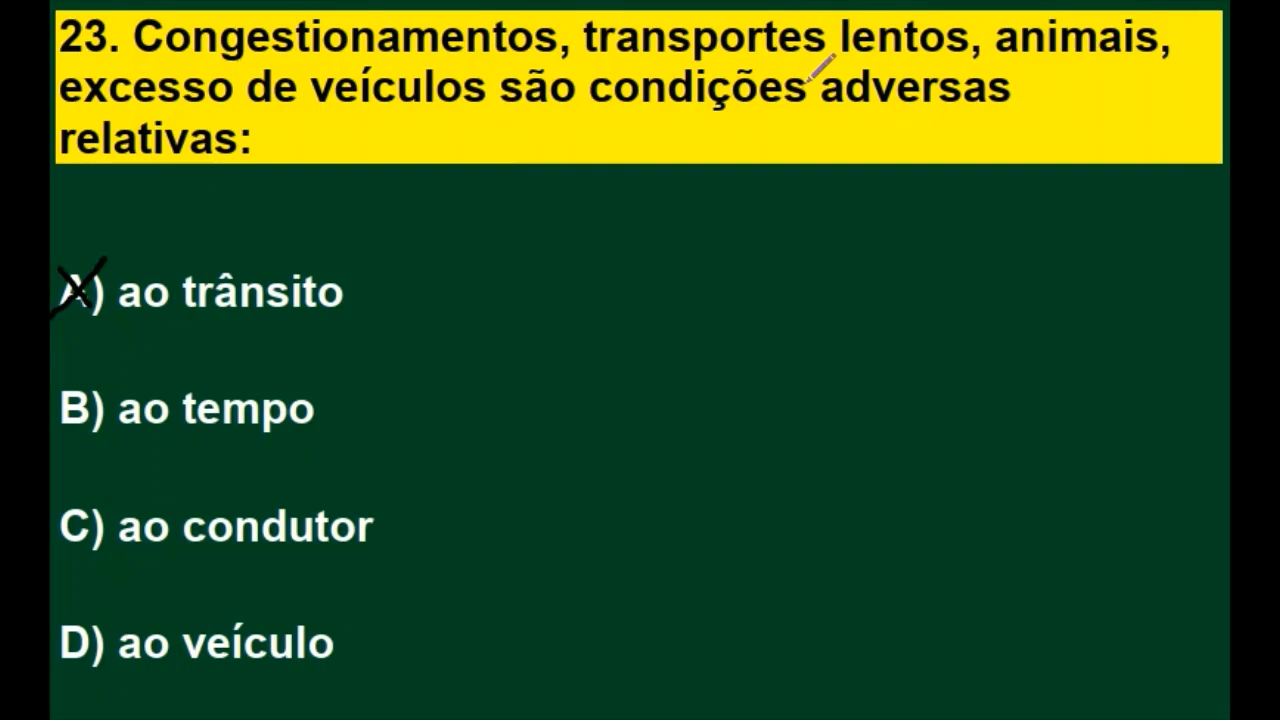 23. Congestionamentos, transportes lentos, animais,
excesso de veículos são condições adversas
relativas:
A) ao trânsito
B) ao tempo
C) ao condutor
D) ao veículo